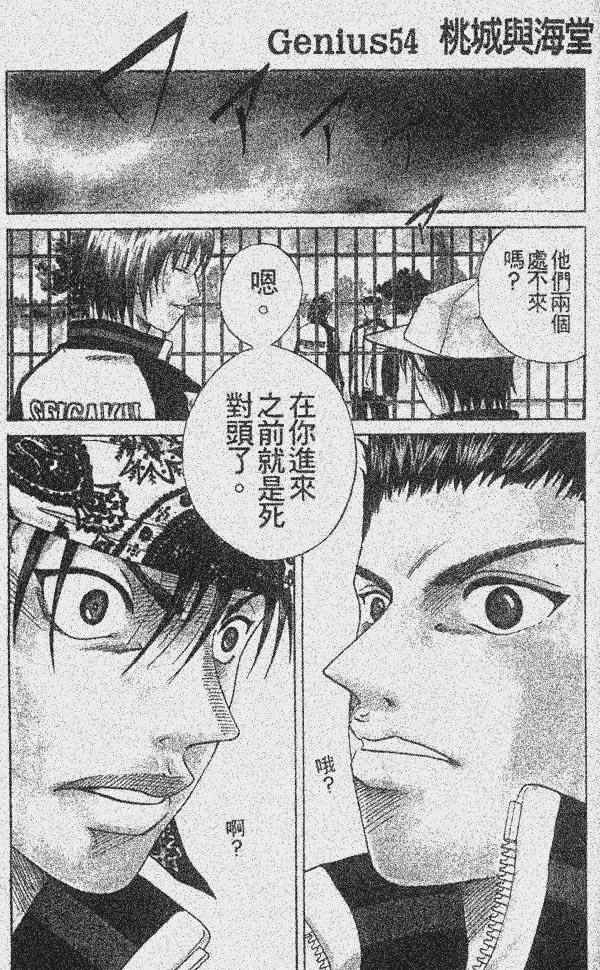 Genius54 桃城與海堂
他們兩個
處不來
嗎？
嗯。
在你進來
之前就是死
對頭了。
SEIGAKU
哦？
啊？